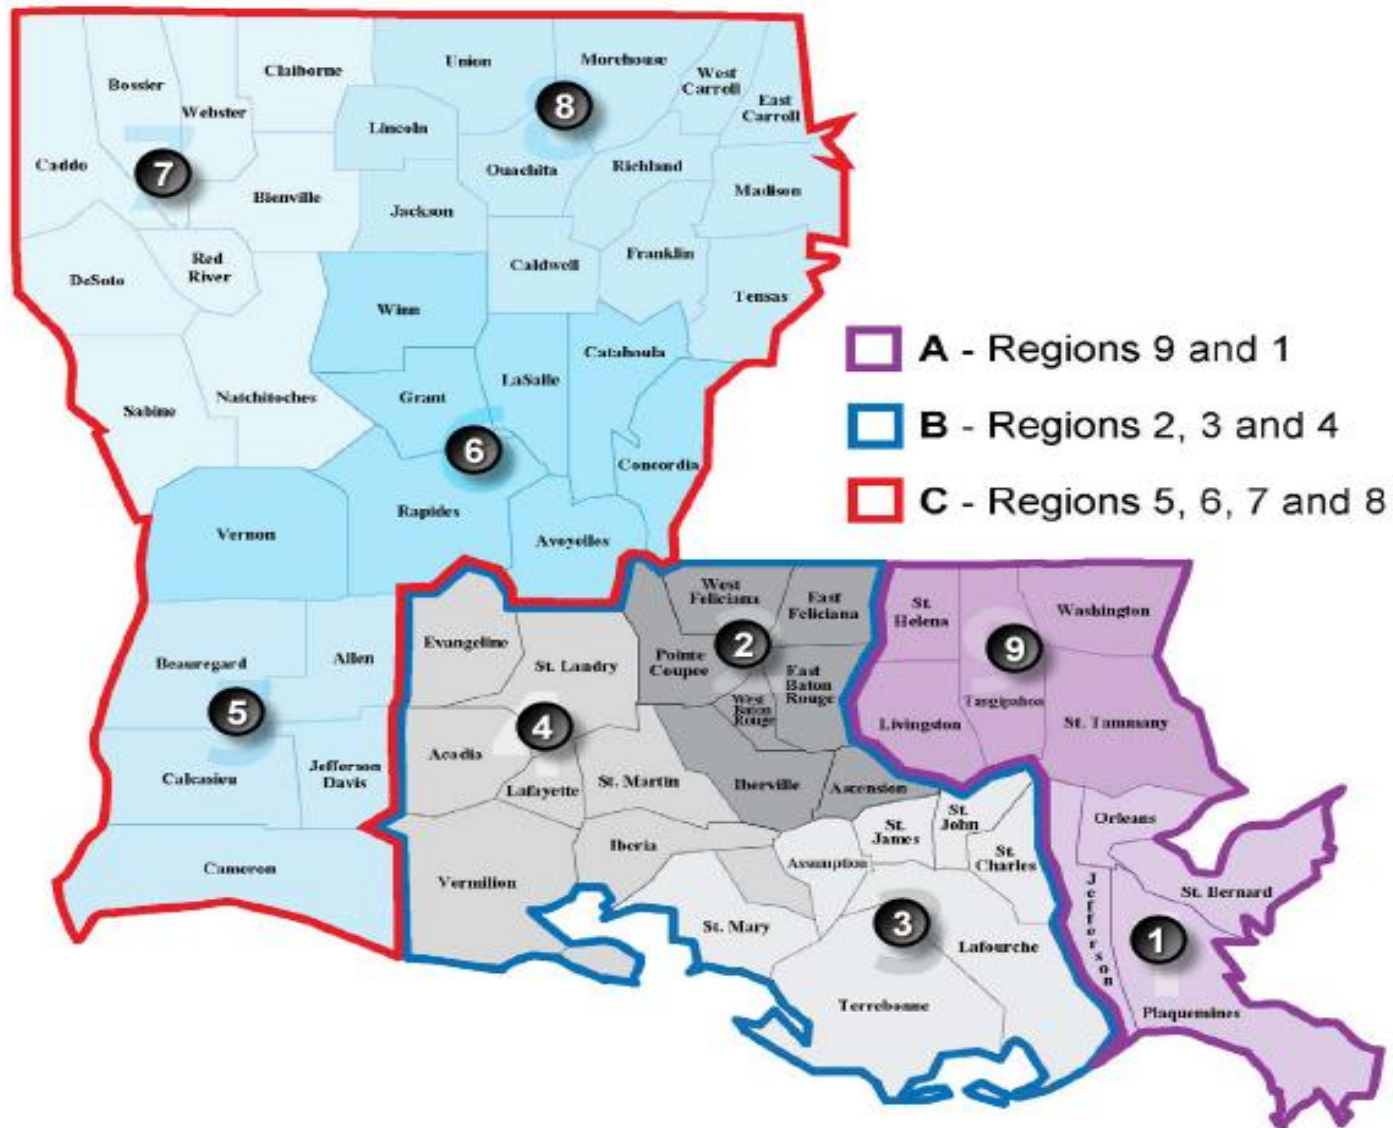 Union
Morehouse
Claiborne
West
Carroll
Bossier
East
Carroll
8
Webster
Lincoln
Caddo
7
Ouachita
Richland
Madison
Bienville
Jackson
Red
River
Franklin
Caldwell
DeSoto
Tensas
Winn
A - Regions 9 and 1
Catahoula
LaSalle
Natchitoches
Grant
Sabine
B - Regions 2, 3 and 4
6
Concordia
C - Regions 5, 6, 7 and 8
Rapides
Vernon
Avoyelles
West
Feliciana
East
Feliciana
St.
Helena
Washington
Evangeline
2
9
Beauregard
Allen
St. Landry
Pointe
Coupee
East
Baton
Rouge
West
Baton
Rouge
Tangipahoa
5
4
Livingston
St. Tammany
Acadia
Calcasieu
Jefferson
Davis
Lafayette
St. Martin
Iberville
Ascension
Orleans
St.
John
St.
James
Iberia
St.
Charles
Assumption
Cameron
Vermilion
Jefferson
St. Bernard
St. Mary
3
Lafourche
1
Terrebonne
Plaquemines